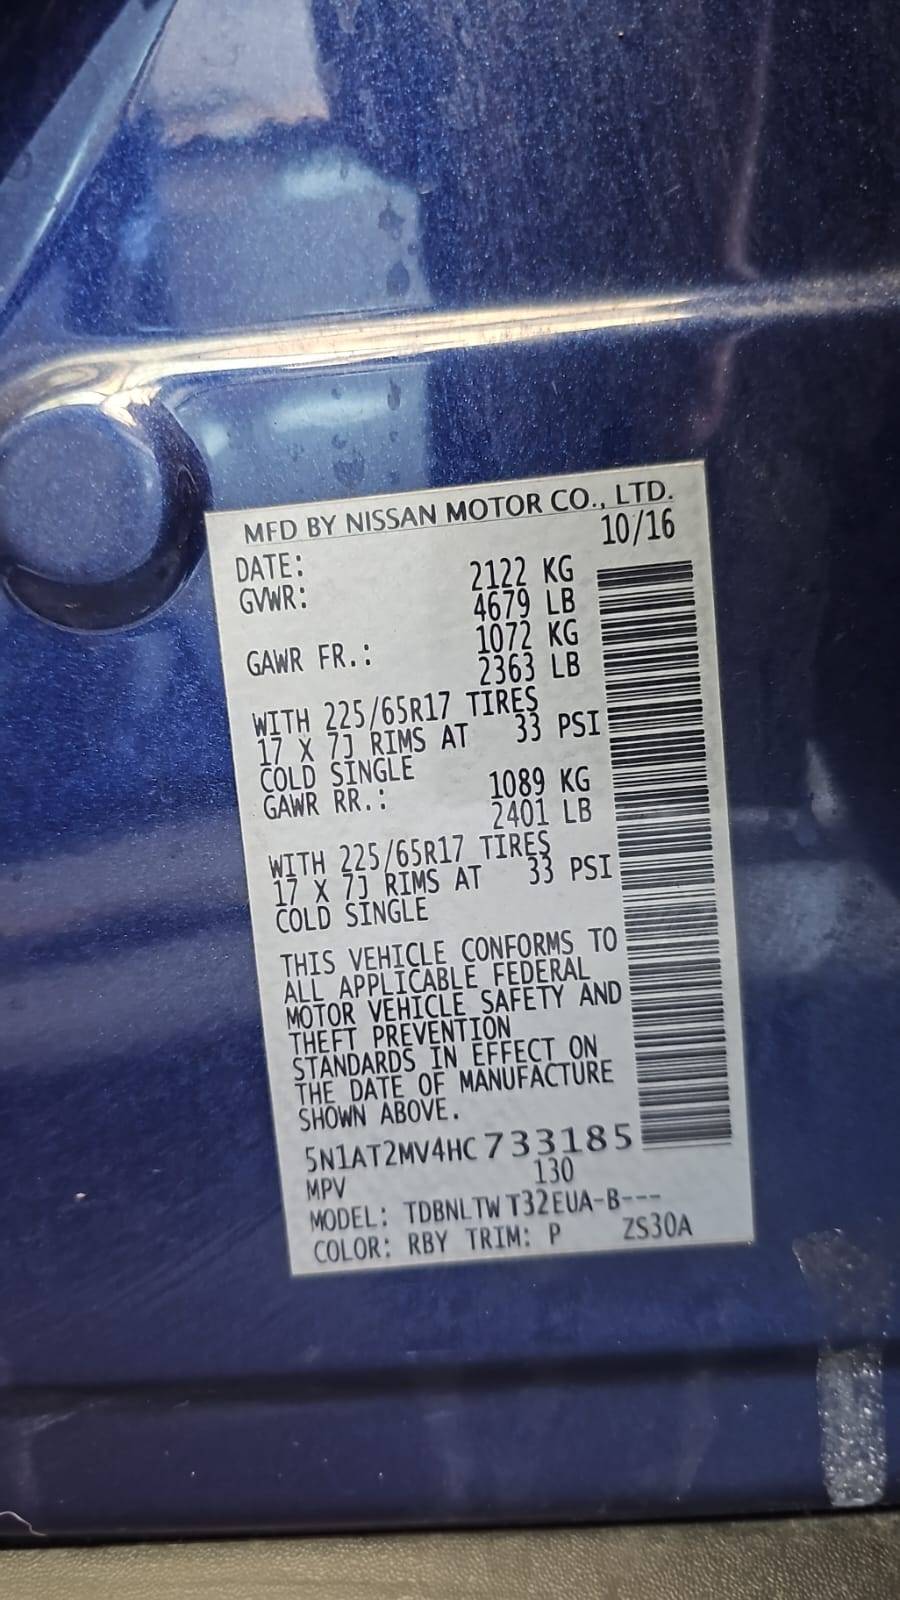 MFD BY NISSAN MOTOR CO., LTD.
DATE: 10/16
GVWR: 2122 KG
4679 LB
GAWR FR.: 1072 KG
2363 LB
WITH 225/65R17 TIRES
17 X 7J RIMS AT 33 PSI
COLD SINGLE
GAWR RR.: 1089 KG
2401 LB
WITH 225/65R17 TIRES
17 X 7J RIMS AT 33 PSI
COLD SINGLE
THIS VEHICLE CONFORMS TO
ALL APPLICABLE FEDERAL
MOTOR VEHICLE SAFETY AND
THEFT PREVENTION
STANDARDS IN EFFECT ON
THE DATE OF MANUFACTURE
SHOWN ABOVE.
5N1AT2MV4HC733185
MPV 130
MODEL: TDBNLTW T32EUA-B---
COLOR: RBY TRIM: P ZS30A